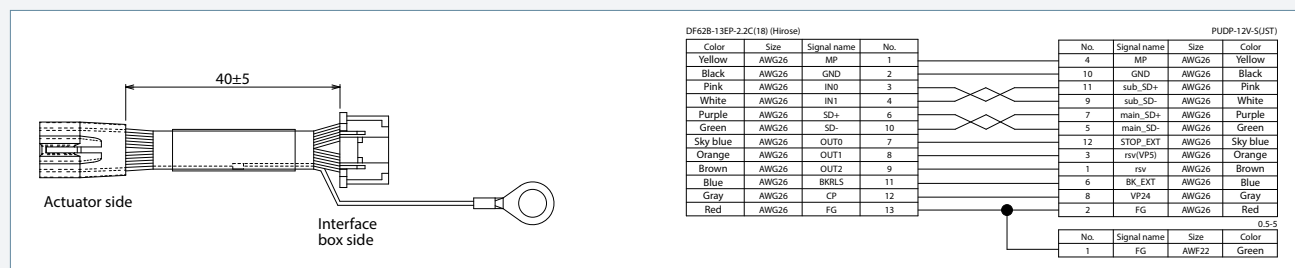 40±5
Actuator side
Interface
box side
DF62B-13EP-2.2C(18) (Hirose)
Color Size Signal name No.
Yellow AWG26 MP 1
Black AWG26 GND 2
Pink AWG26 IN0 3
White AWG26 IN1 4
Purple AWG26 SD+ 6
Green AWG26 SD- 10
Sky blue AWG26 OUT0 7
Orange AWG26 OUT1 8
Brown AWG26 OUT2 9
Blue AWG26 BKRLS 11
Gray AWG26 CP 12
Red AWG26 FG 13
PUDP-12V-S(JST)
No. Signal name Size Color
4 MP AWG26 Yellow
10 GND AWG26 Black
11 sub_SD+ AWG26 Pink
9 sub_SD- AWG26 White
7 main_SD+ AWG26 Purple
5 main_SD- AWG26 Green
12 STOP_EXT AWG26 Sky blue
3 rsv(VP5) AWG26 Orange
1 rsv AWG26 Brown
6 BK_EXT AWG26 Blue
8 VP24 AWG26 Gray
2 FG AWG26 Red
0.5-5
No. Signal name Size Color
1 FG AWF22 Green